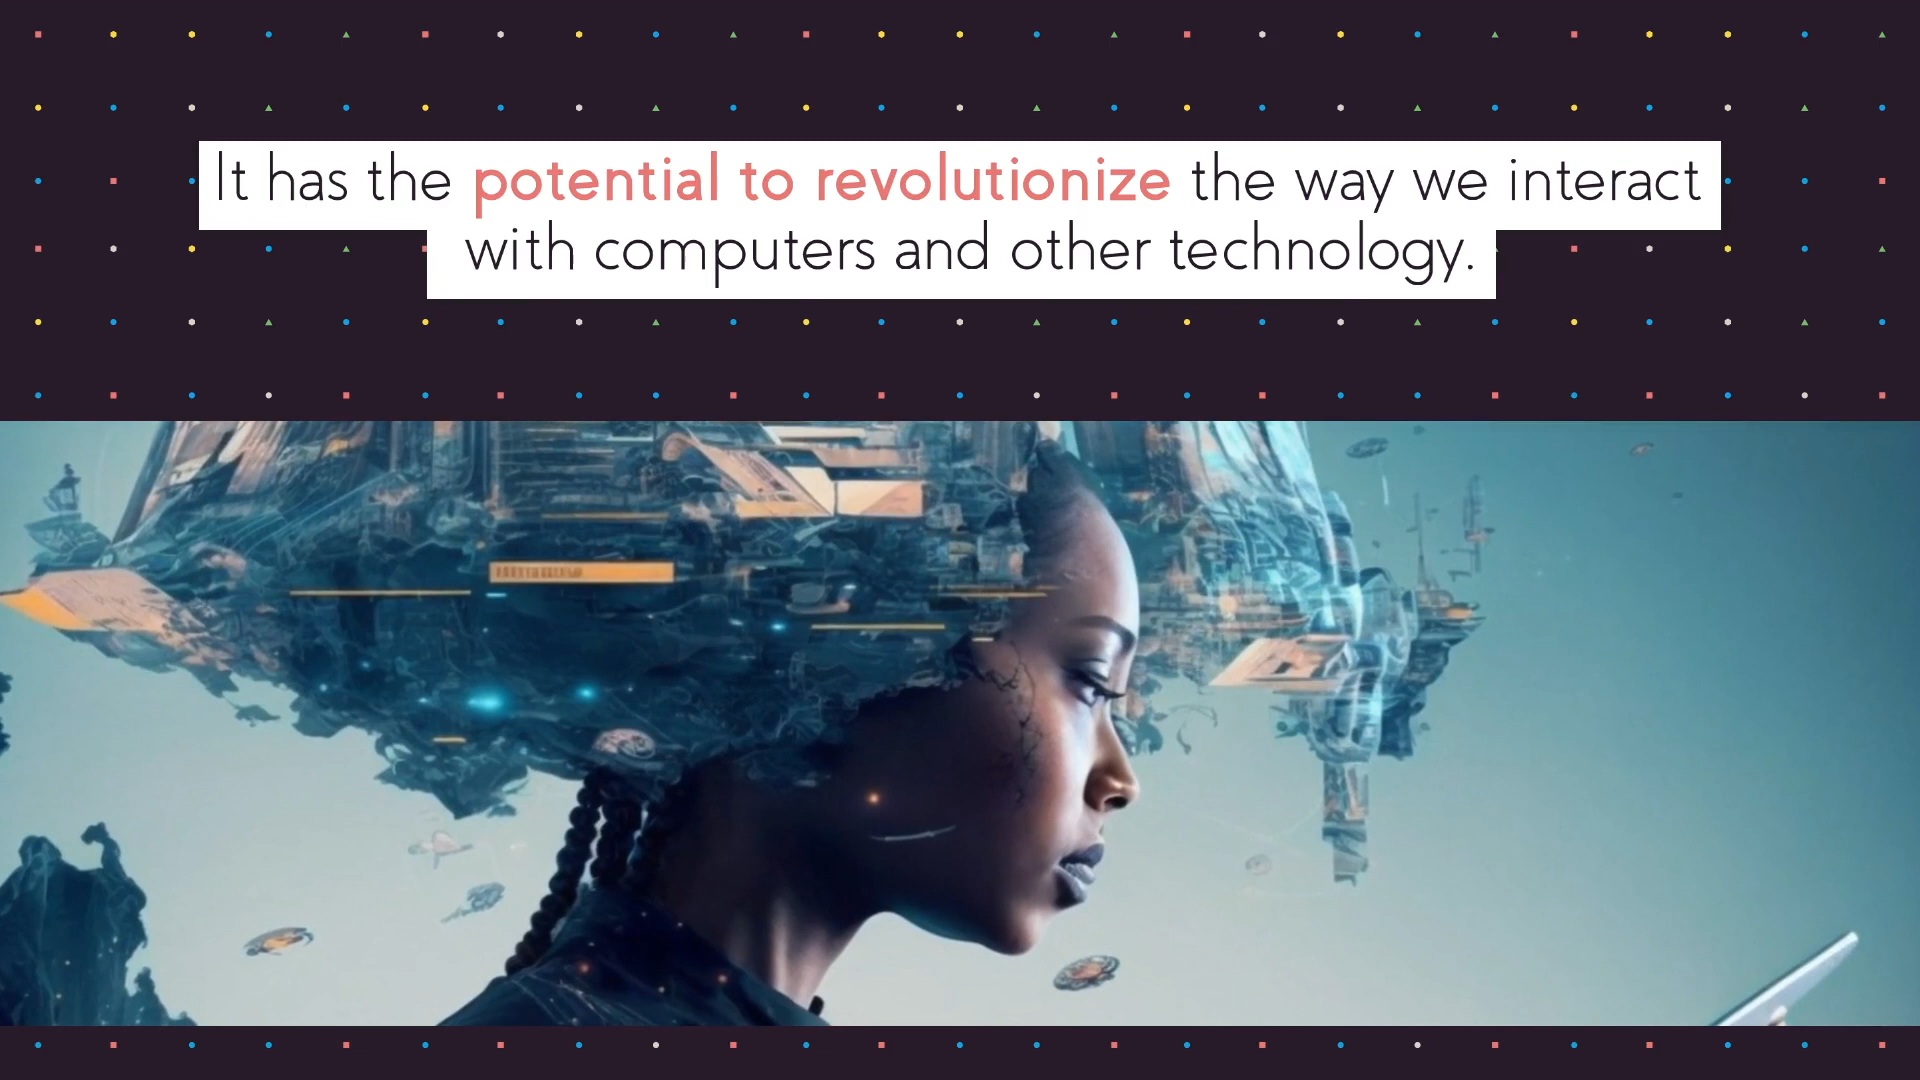 It has the potential to revolutionize the way we interact
with computers and other technology.